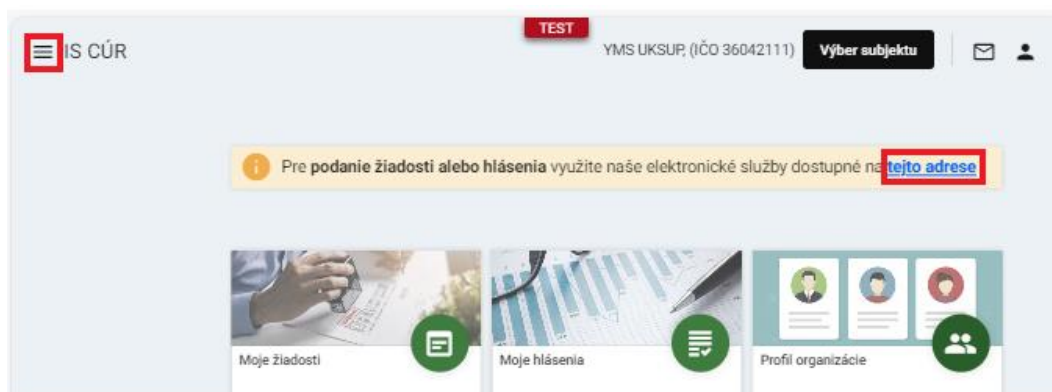 TEST
IS CÚR
YMS UKSUP, (IČO 36042111) Výber subjektu
Pre podanie žiadosti alebo hlásenia využite naše elektronické služby dostupné na tejto adrese
Moje žiadosti
Moje hlásenia
Profil organizácie